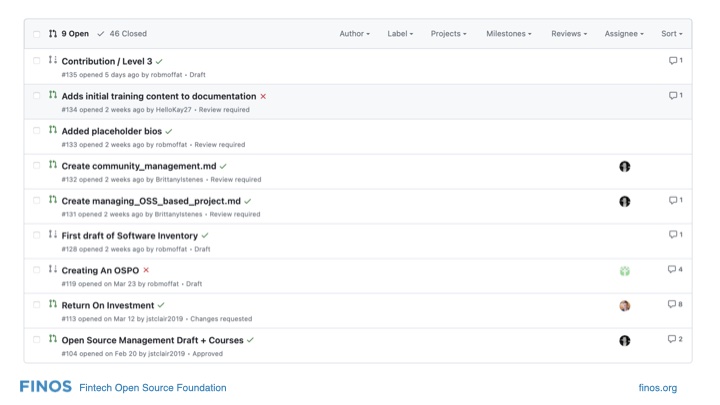 9 Open 46 Closed Author Label Projects Milestones Reviews Assignee Sort
Contribution / Level 3 1
#135 opened 5 days ago by robmoffat • Draft
Adds initial training content to documentation 1
#134 opened 2 weeks ago by HelloKay27 • Review required
Added placeholder bios
#133 opened 2 weeks ago by robmoffat • Review required
Create community_management.md
#132 opened 2 weeks ago by BrittanyIstenes • Review required
Create managing_OSS_based_project.md 1
#131 opened 2 weeks ago by BrittanyIstenes • Review required
First draft of Software Inventory 1
#128 opened 2 weeks ago by robmoffat • Draft
Creating An OSPO 4
#119 opened on Mar 23 by robmoffat • Draft
Return On Investment 8
#113 opened on Mar 12 by jstclair2019 • Changes requested
Open Source Management Draft + Courses 2
#104 opened on Feb 20 by jstclair2019 • Approved
FINOS Fintech Open Source Foundation finos.org